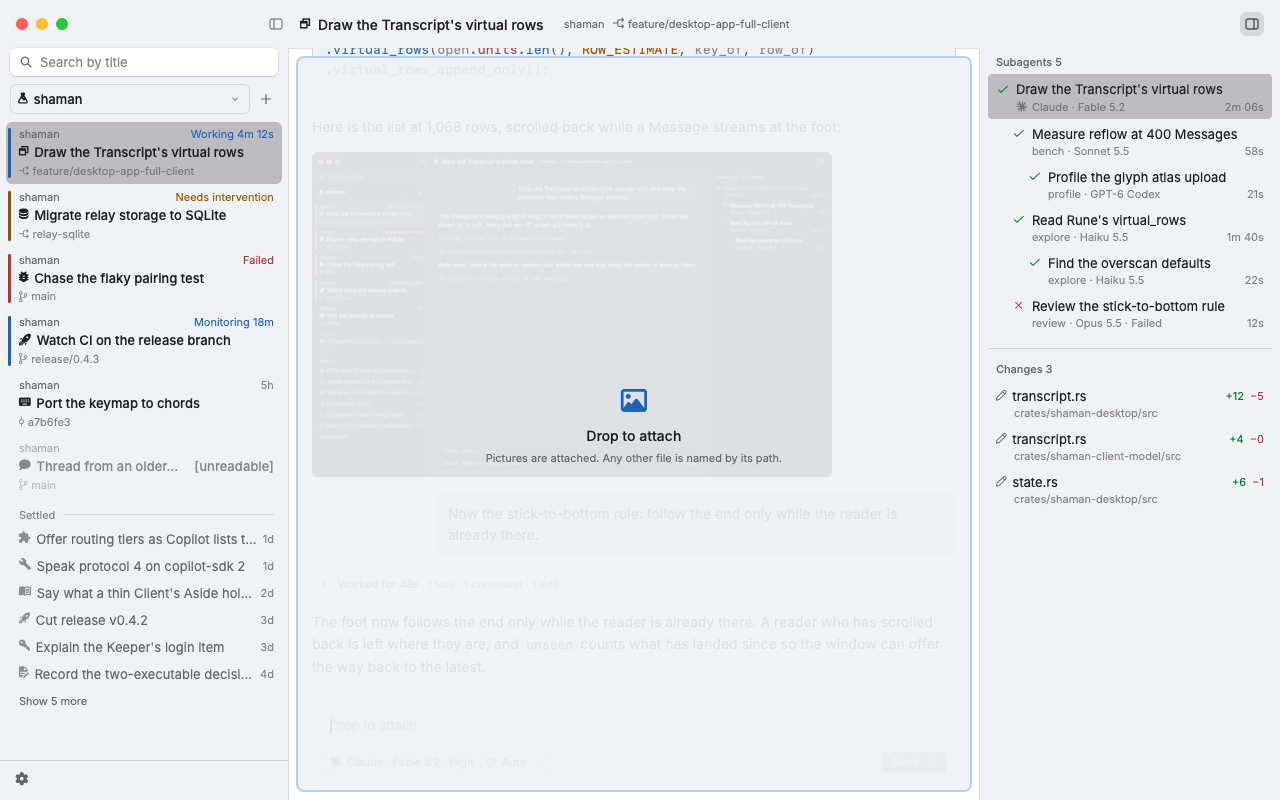 Draw the Transcript's virtual rows
shaman
feature/desktop-app-full-client
Search by title
shaman
shaman
Working 4m 12s
Draw the Transcript's virtual rows
feature/desktop-app-full-client
shaman
Needs intervention
Migrate relay storage to SQLite
relay-sqlite
shaman
Failed
Chase the flaky pairing test
main
shaman
Monitoring 18m
Watch CI on the release branch
release/0.4.3
shaman
5h
Port the keymap to chords
a7b6fe3
shaman
Thread from an older... [unreadable]
main
Settled
Offer routing tiers as Copilot lists t... 1d
Speak protocol 4 on copilot-sdk 2 1d
Say what a thin Client's Aside hol... 2d
Cut release v0.4.2 3d
Explain the Keeper's login item 3d
Record the two-executable decisi... 4d
Show 5 more
.virtual_rows(open.units.len(), ROW_ESTIMATE, key_of, row_of)
.virtual_rows_append_only();
Here is the list at 1,068 rows, scrolled back while a Message streams at the foot:
Drop to attach
Pictures are attached. Any other file is named by its path.
Now the stick-to-bottom rule: follow the end only while the reader is
already there.
Worked for 48s 1 tool · 1 command · 1 edit
The foot now follows the end only while the reader is already there. A reader who has scrolled
back is left where they are, and unseen counts what has landed since so the window can offer
the way back to the latest.
Drop to attach
Claude · Fable 5.2 · High
Auto
Send
Subagents 5
Draw the Transcript's virtual rows
Claude · Fable 5.2 2m 06s
Measure reflow at 400 Messages
bench · Sonnet 5.5 58s
Profile the glyph atlas upload
profile · GPT-6 Codex 21s
Read Rune's virtual_rows
explore · Haiku 5.5 1m 40s
Find the overscan defaults
explore · Haiku 5.5 22s
Review the stick-to-bottom rule
review · Opus 5.5 · Failed 12s
Changes 3
transcript.rs +12 −5
crates/shaman-desktop/src
transcript.rs +4 −0
crates/shaman-client-model/src
state.rs +6 −1
crates/shaman-desktop/src